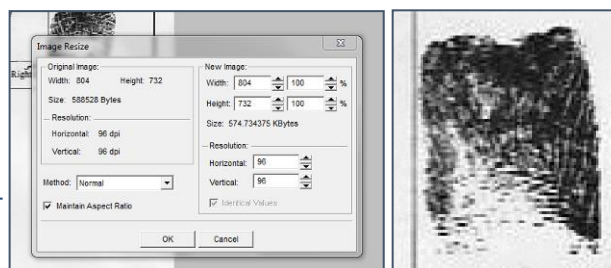 Right
Image Resize
Original Image:
Width: 804 Height: 732
Size: 588528 Bytes
Resolution:
Horizontal: 96 dpi
Vertical: 96 dpi
Method: Normal
Maintain Aspect Ratio
New Image:
Width: 804 100 %
Height: 732 100 %
Size: 574.734375 KBytes
Resolution:
Horizontal: 96
Vertical: 96
Identical Values
OK Cancel